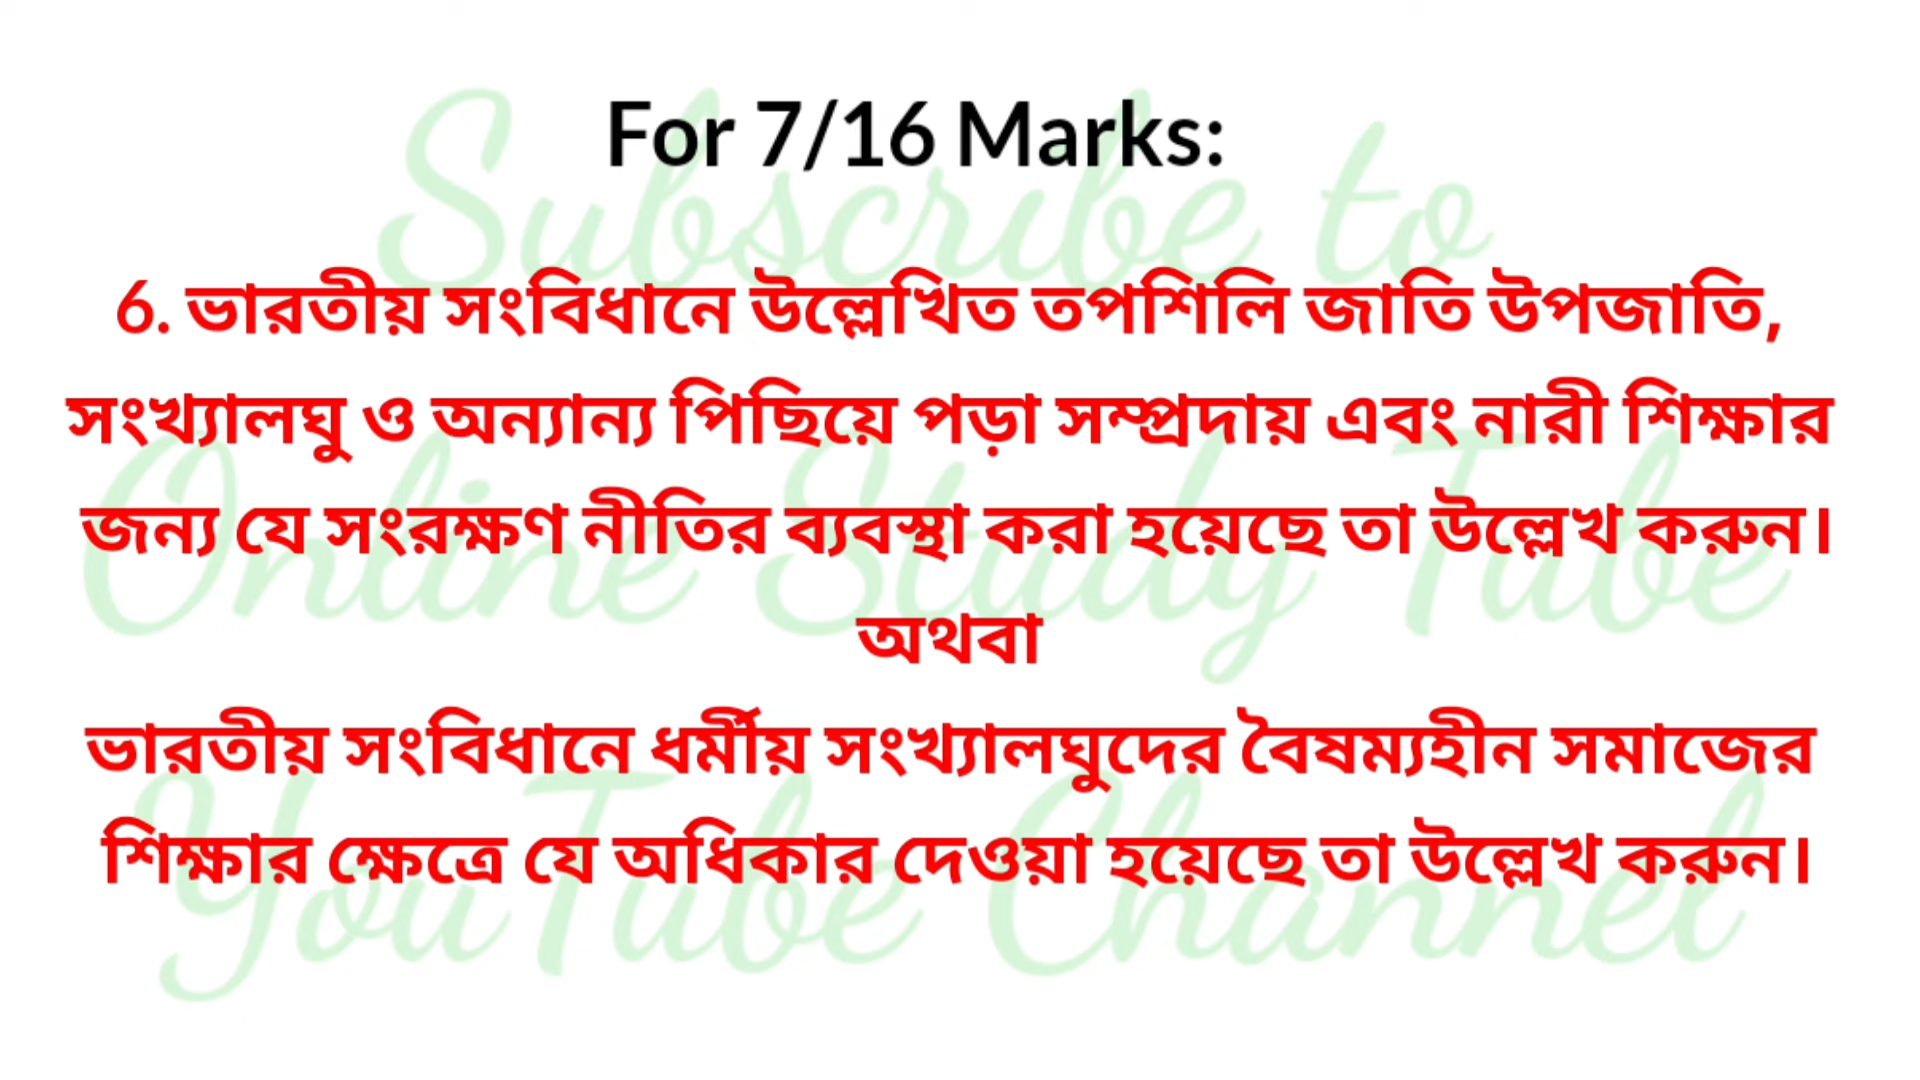 For 7/16 Marks:
6. ভারতীয় সংবিধানে উল্লেখিত তপশিলি জাতি উপজাতি,
সংখ্যালঘু ও অন্যান্য পিছিয়ে পড়া সম্প্রদায় এবং নারী শিক্ষার
জন্য যে সংরক্ষণ নীতির ব্যবস্থা করা হয়েছে তা উল্লেখ করুন।
অথবা
ভারতীয় সংবিধানে ধর্মীয় সংখ্যালঘুদের বৈষম্যহীন সমাজের
শিক্ষার ক্ষেত্রে যে অধিকার দেওয়া হয়েছে তা উল্লেখ করুন।
Subscribe to
Online Study Tube
YouTube Channel